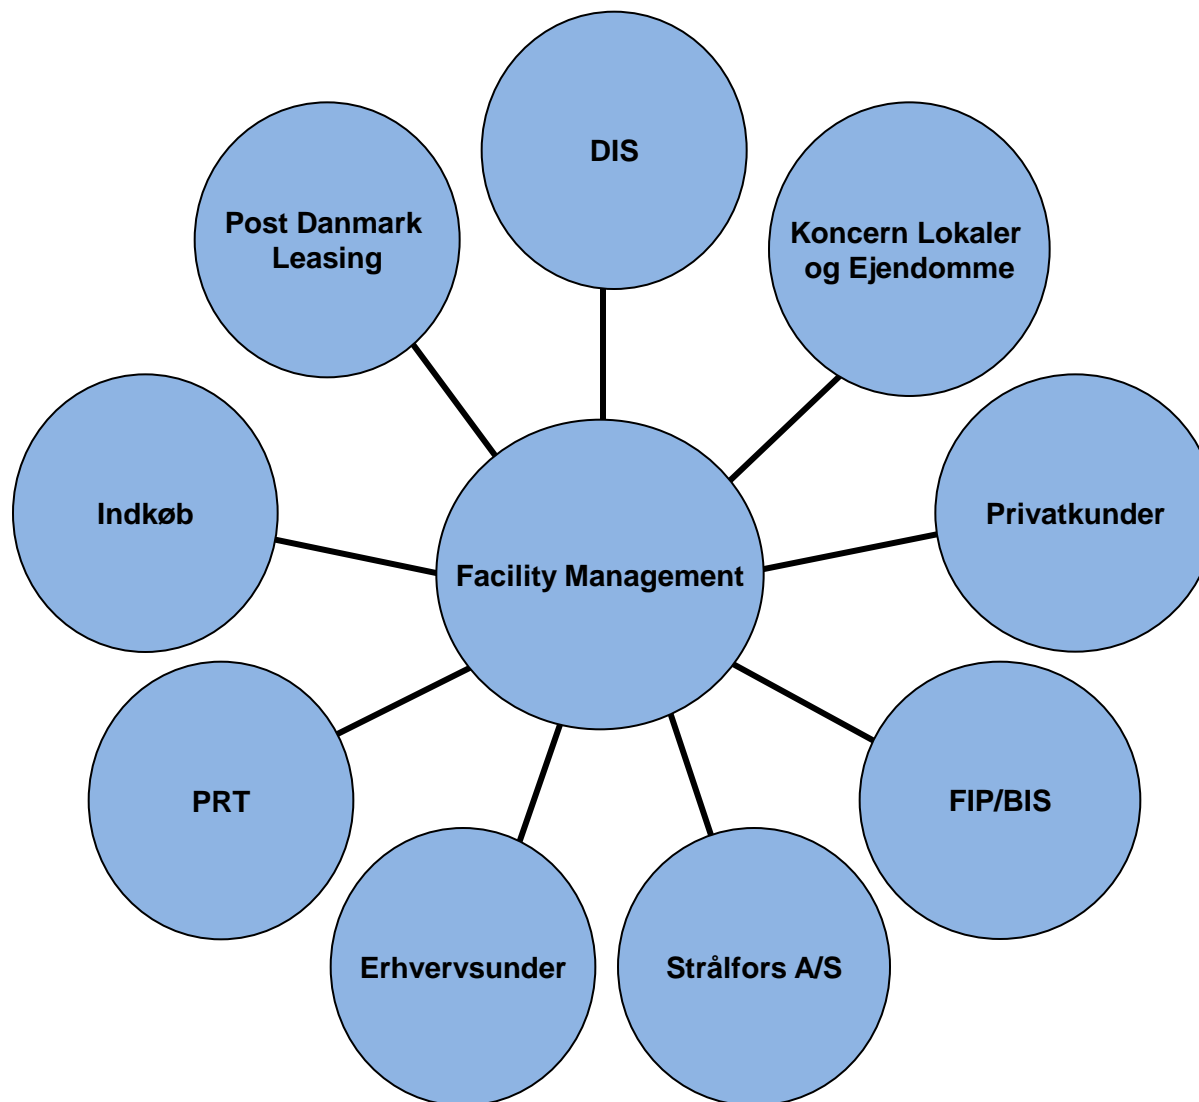 DIS
Post Danmark
Leasing
Koncern Lokaler
og Ejendomme
Indkøb
Privatkunder
Facility Management
PRT
FIP/BIS
Erhvervsunder
Strålfors A/S